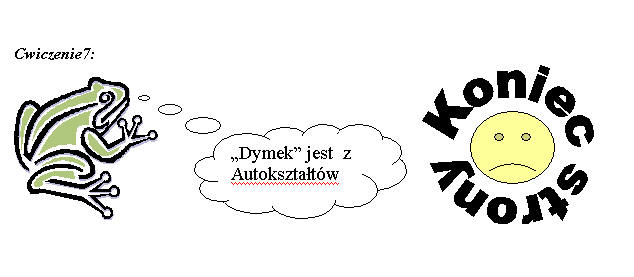 Cwiczenie7:
„Dymek” jest z
Autokształtów
Koniec
strony